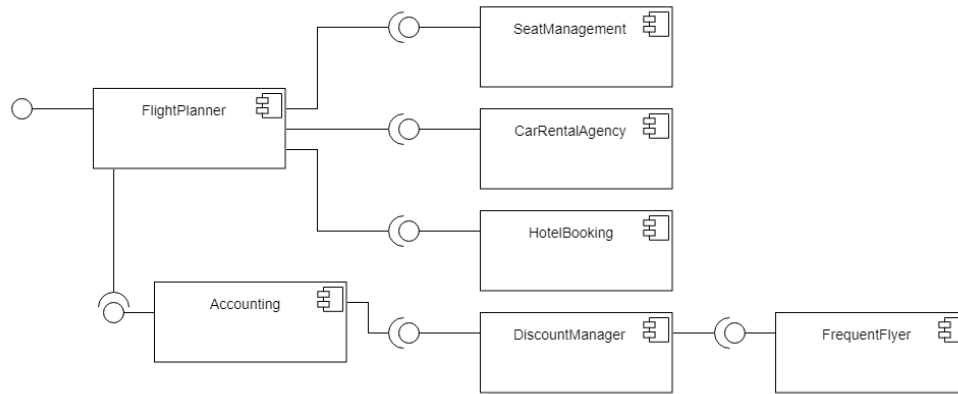 SeatManagement
FlightPlanner
CarRentalAgency
HotelBooking
Accounting
DiscountManager
FrequentFlyer